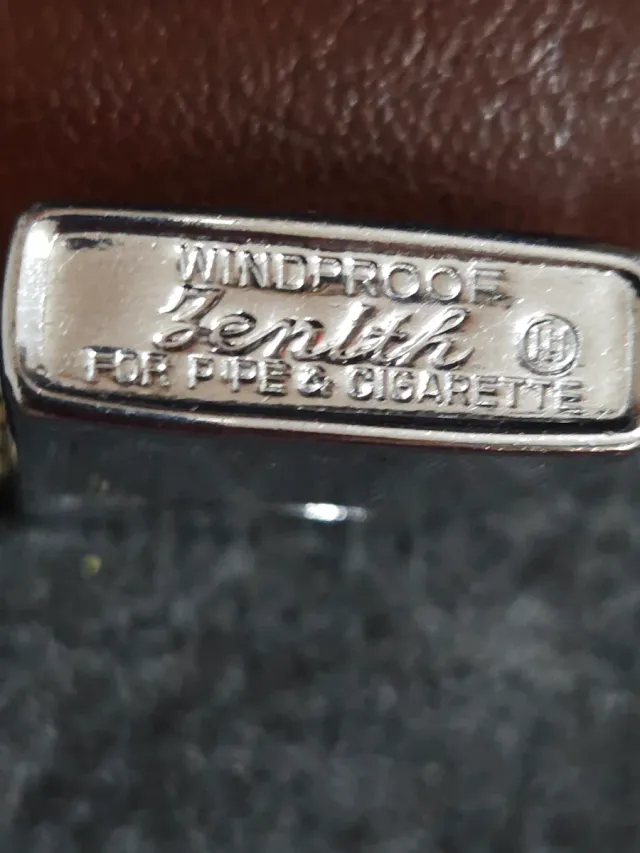 WINDPROOF
Zenith
FOR PIPE & CIGARETTE